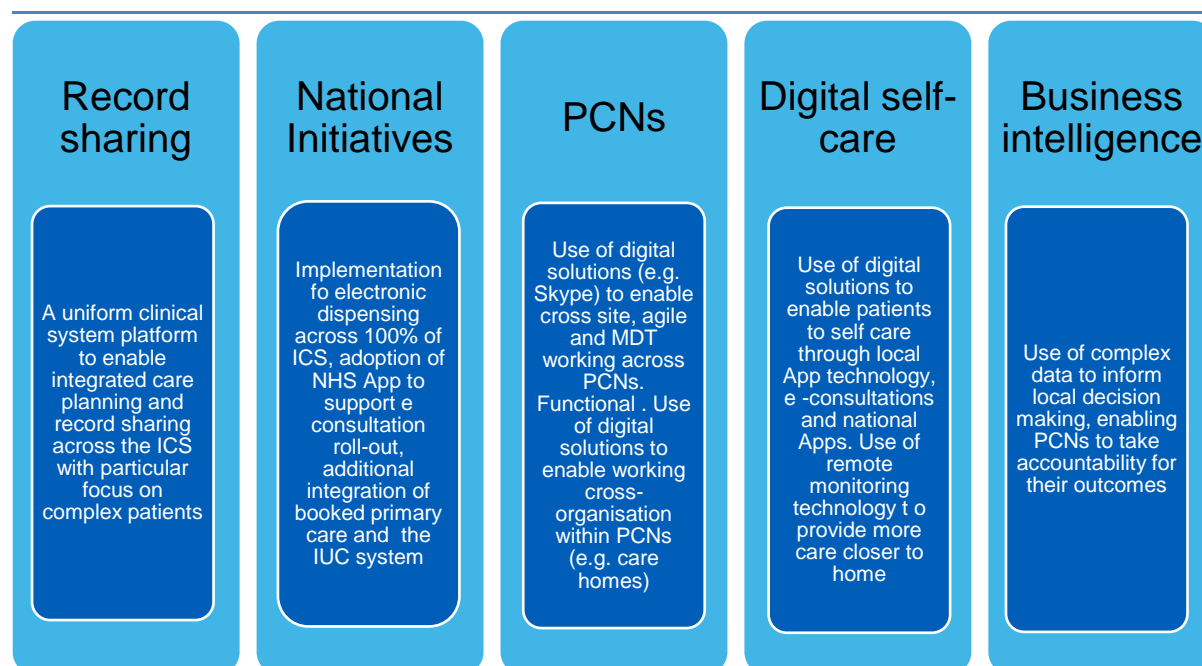 Record
sharing
A uniform clinical
system platform
to enable
integrated care
planning and
record sharing
across the ICS
with particular
focus on
complex patients
National
Initiatives
Implementation
fo electronic
dispensing
across 100% of
ICS, adoption of
NHS App to
support e
consultation
roll-out,
additional
integration of
booked primary
care and  the
IUC system
PCNs
Use of digital
solutions (e.g.
Skype) to enable
cross site, agile
and MDT
working across
PCNs.
Functional . Use
of digital
solutions to
enable working
cross-
organisation
within PCNs
(e.g. care
homes)
Digital self-
care
Use of digital
solutions to
enable patients
to self care
through local
App technology,
e -consultations
and national
Apps. Use of
remote
monitoring
technology t o
provide more
care closer to
home
Business
intelligence
Use of complex
data to inform
local decision
making, enabling
PCNs to take
accountability for
their outcomes